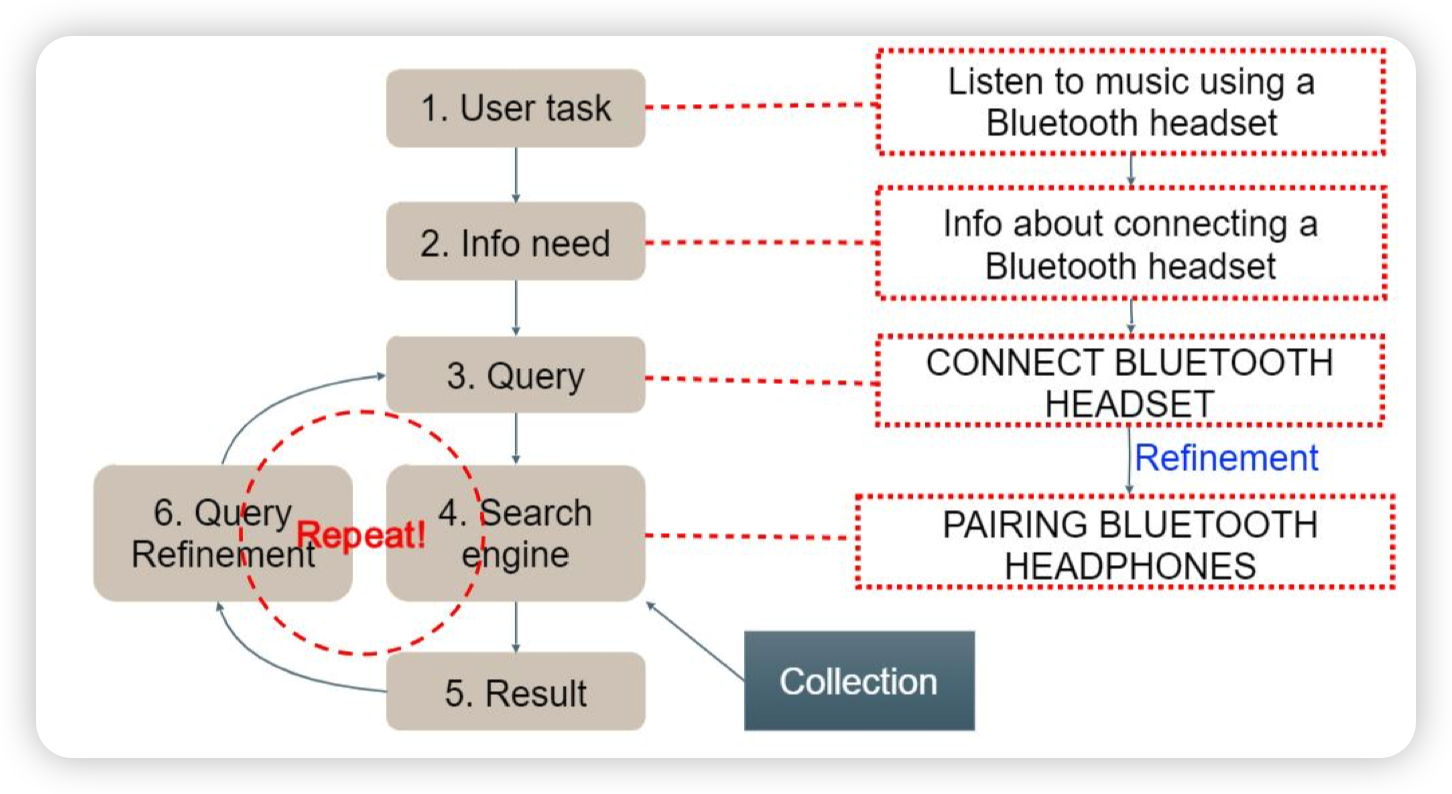 1. User task
Listen to music using a
Bluetooth headset
2. Info need
Info about connecting a
Bluetooth headset
3. Query
CONNECT BLUETOOTH
HEADSET
Refinement
6. Query
Refinement
Repeat!
4. Search
engine
PAIRING BLUETOOTH
HEADPHONES
5. Result
Collection